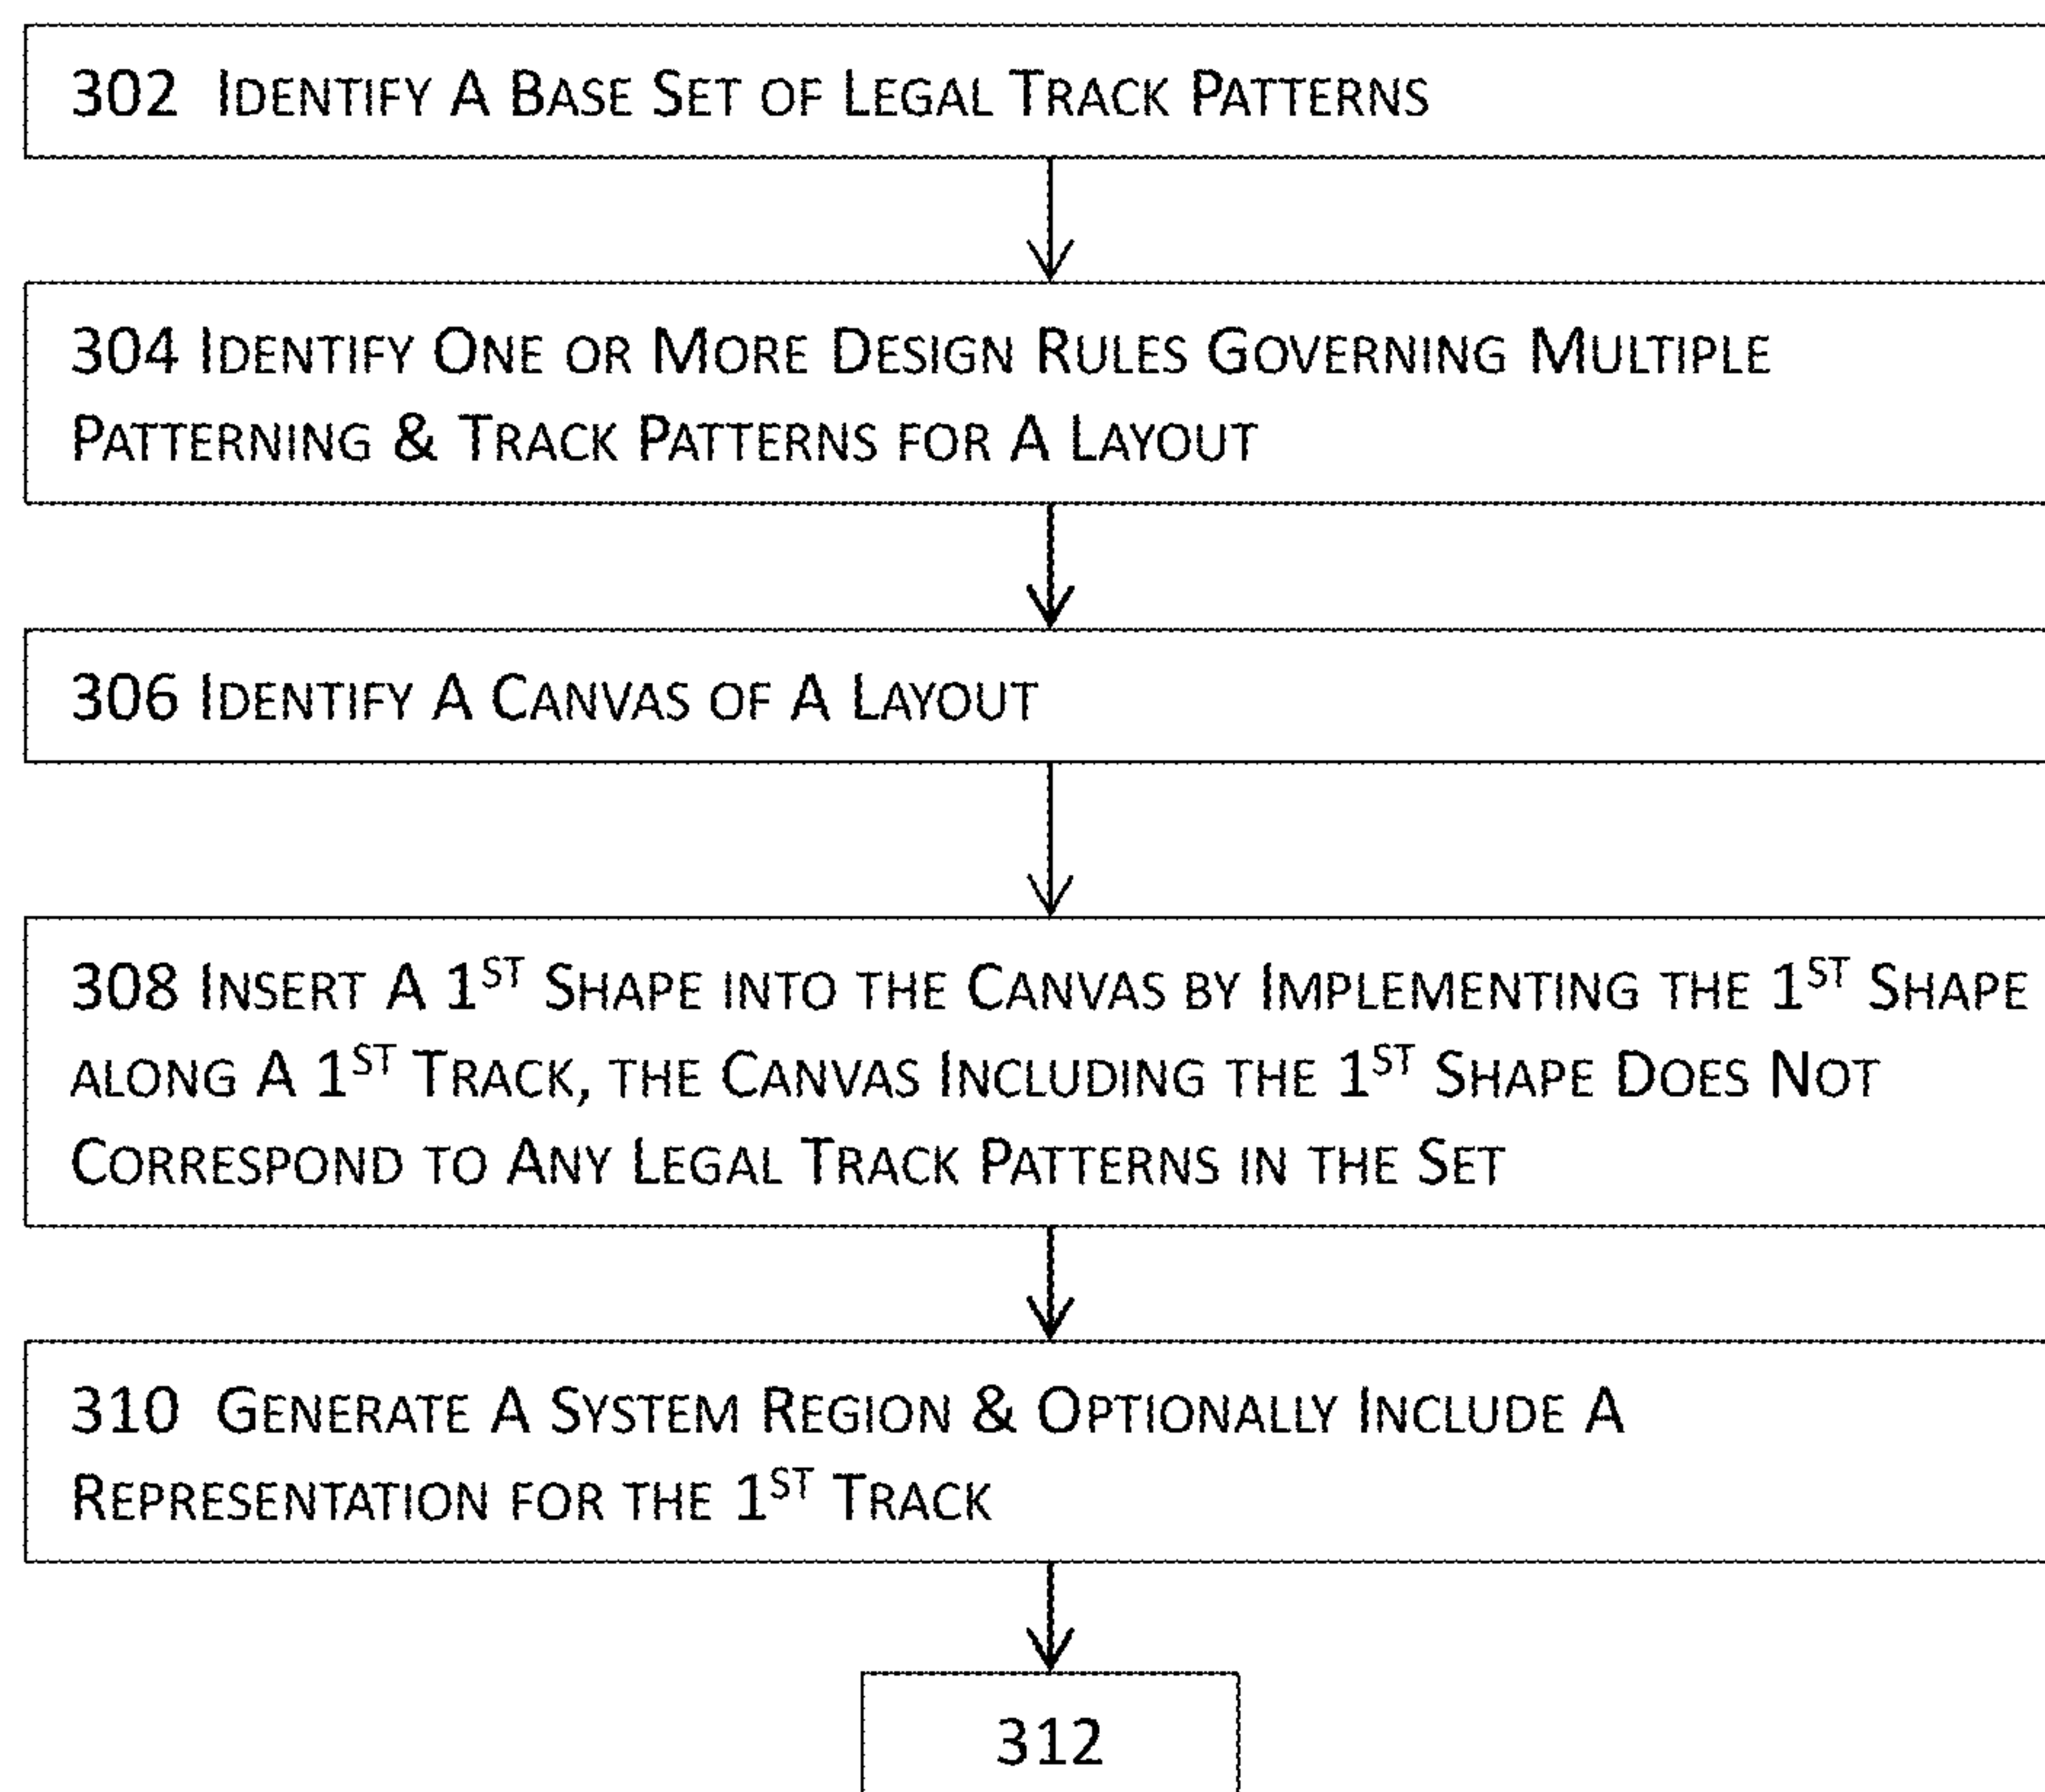 302 Identify A Base Set of Legal Track Patterns
304 Identify One or More Design Rules Governing Multiple
Patterning & Track Patterns for A Layout
306 Identify A Canvas of A Layout
308 Insert A 1ST Shape into the Canvas by Implementing the 1ST Shape
along A 1ST Track, the Canvas Including the 1ST Shape Does Not
Correspond to Any Legal Track Patterns in the Set
310 Generate A System Region & Optionally Include A
Representation for the 1ST Track
312